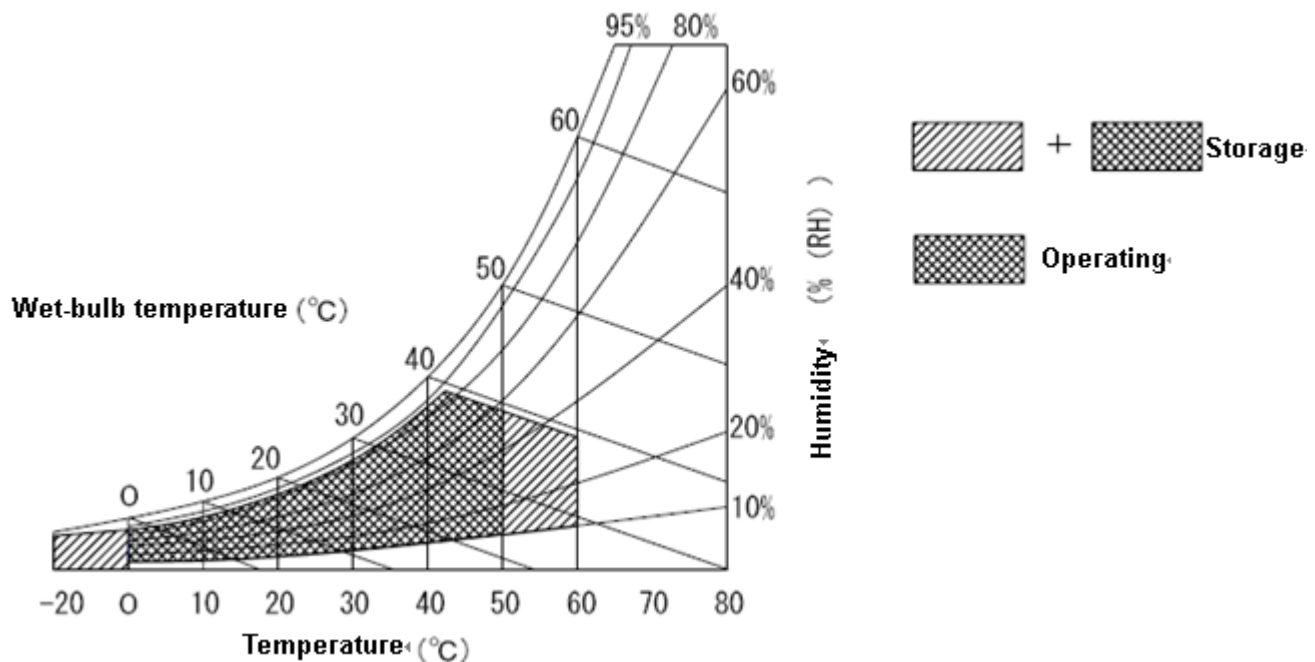 95% 80%
60%
60
50
40%
Wet-bulb temperature (°C)
40
30
20%
20
10
O
10%
-20 O 10 20 30 40 50 60 70 80
Temperature (°C)
Humidity (% (RH) )
+ Storage
Operating